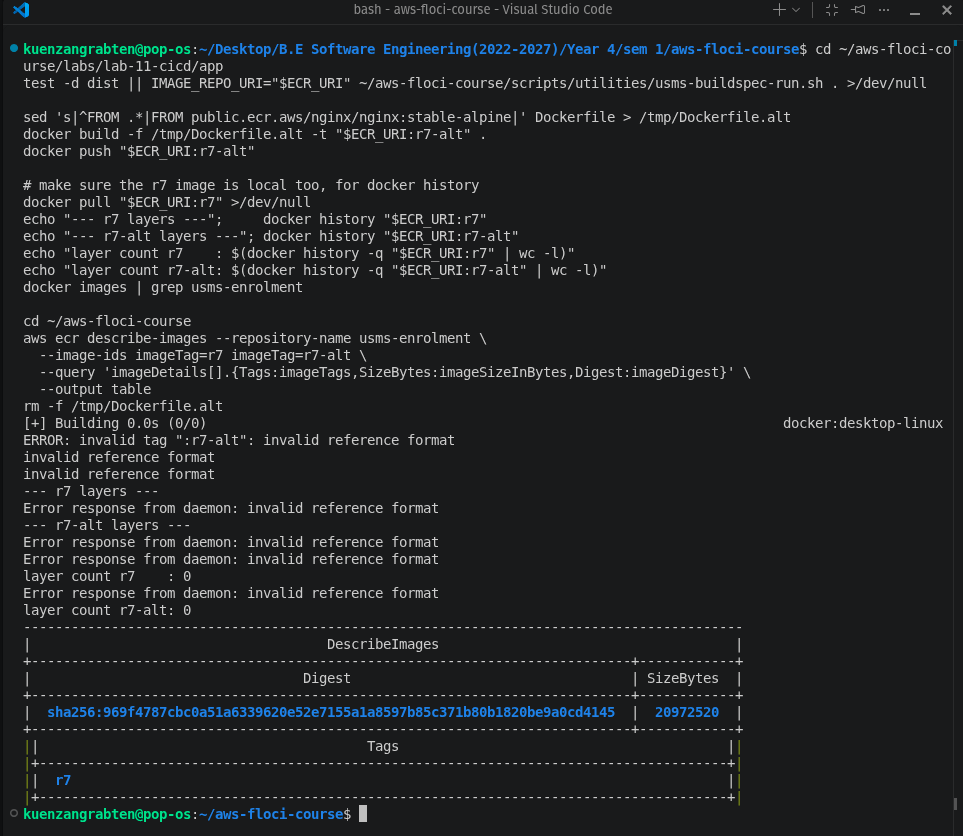 bash - aws-floci-course - Visual Studio Code
kuenzangrabten@pop-os:~/Desktop/B.E Software Engineering(2022-2027)/Year 4/sem 1/aws-floci-course$ cd ~/aws-floci-co
urse/labs/lab-11-cicd/app
test -d dist || IMAGE_REPO_URI="$ECR_URI" ~/aws-floci-course/scripts/utilities/usms-buildspec-run.sh . >/dev/null

sed 's|^FROM .*|FROM public.ecr.aws/nginx/nginx:stable-alpine|' Dockerfile > /tmp/Dockerfile.alt
docker build -f /tmp/Dockerfile.alt -t "$ECR_URI:r7-alt" .
docker push "$ECR_URI:r7-alt"

# make sure the r7 image is local too, for docker history
docker pull "$ECR_URI:r7" >/dev/null
echo "--- r7 layers ---";     docker history "$ECR_URI:r7"
echo "--- r7-alt layers ---"; docker history "$ECR_URI:r7-alt"
echo "layer count r7    : $(docker history -q "$ECR_URI:r7" | wc -l)"
echo "layer count r7-alt: $(docker history -q "$ECR_URI:r7-alt" | wc -l)"
docker images | grep usms-enrolment

cd ~/aws-floci-course
aws ecr describe-images --repository-name usms-enrolment \
  --image-ids imageTag=r7 imageTag=r7-alt \
  --query 'imageDetails[].{Tags:imageTags,SizeBytes:imageSizeInBytes,Digest:imageDigest}' \
  --output table
rm -f /tmp/Dockerfile.alt
[+] Building 0.0s (0/0)                                                                        docker:desktop-linux
ERROR: invalid tag ":r7-alt": invalid reference format
invalid reference format
invalid reference format
--- r7 layers ---
Error response from daemon: invalid reference format
--- r7-alt layers ---
Error response from daemon: invalid reference format
Error response from daemon: invalid reference format
layer count r7    : 0
Error response from daemon: invalid reference format
layer count r7-alt: 0
DescribeImages
Digest | SizeBytes
sha256:969f4787cbc0a51a6339620e52e7155a1a8597b85c371b80b1820be9a0cd4145 | 20972520
Tags
r7
kuenzangrabten@pop-os:~/aws-floci-course$